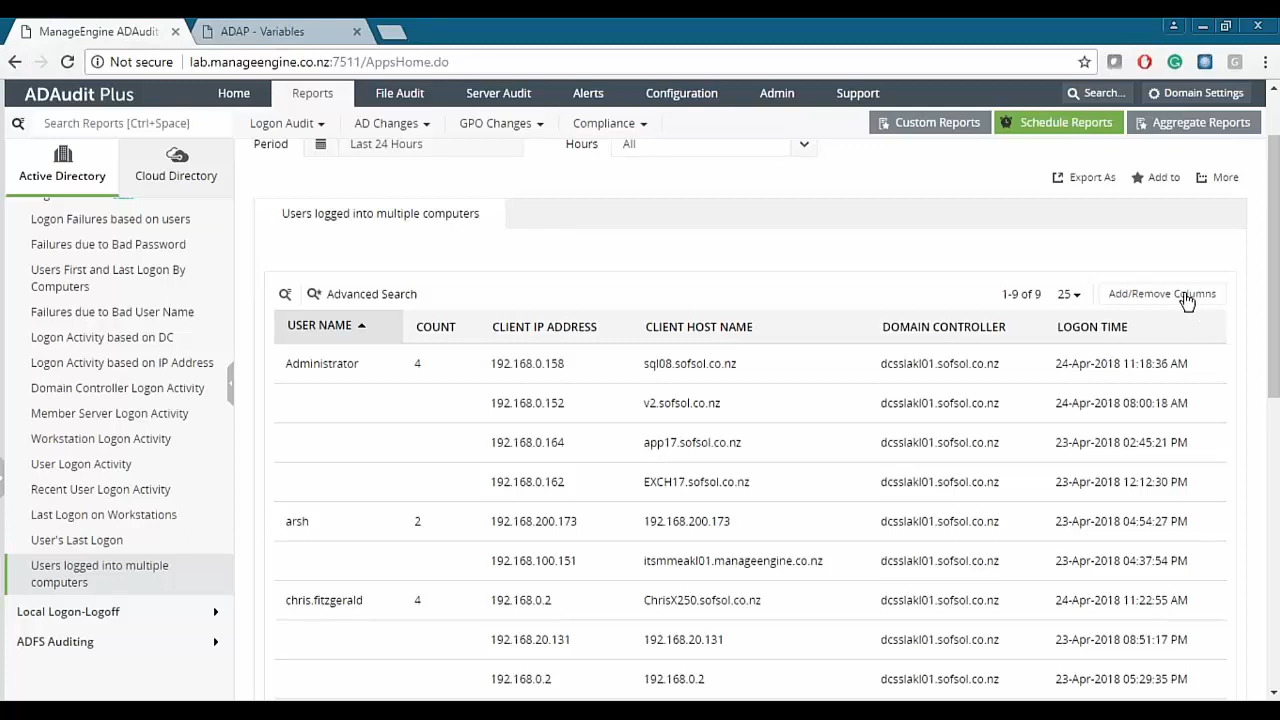 ManageEngine ADAudit
ADAP - Variables
Not secure lab.manageengine.co.nz:7511/AppsHome.do
ADAudit Plus Home Reports File Audit Server Audit Alerts Configuration Admin Support Search... Domain Settings
Search Reports [Ctrl+Space] Logon Audit AD Changes GPO Changes Compliance Custom Reports Schedule Reports Aggregate Reports
Active Directory
Cloud Directory
Logon Failures based on users
Failures due to Bad Password
Users First and Last Logon By
Computers
Failures due to Bad User Name
Logon Activity based on DC
Logon Activity based on IP Address
Domain Controller Logon Activity
Member Server Logon Activity
Workstation Logon Activity
User Logon Activity
Recent User Logon Activity
Last Logon on Workstations
User's Last Logon
Users logged into multiple
computers
Local Logon-Logoff
ADFS Auditing
Period Last 24 Hours Hours All
Export As Add to More
Users logged into multiple computers
Advanced Search 1-9 of 9 25 Add/Remove Columns
USER NAME COUNT CLIENT IP ADDRESS CLIENT HOST NAME DOMAIN CONTROLLER LOGON TIME
Administrator 4 192.168.0.158 sql08.sofsol.co.nz dcsslakl01.sofsol.co.nz 24-Apr-2018 11:18:36 AM
192.168.0.152 v2.sofsol.co.nz dcsslakl01.sofsol.co.nz 24-Apr-2018 08:00:18 AM
192.168.0.164 app17.sofsol.co.nz dcsslakl01.sofsol.co.nz 23-Apr-2018 02:45:21 PM
192.168.0.162 EXCH17.sofsol.co.nz dcsslakl01.sofsol.co.nz 23-Apr-2018 12:12:30 PM
arsh 2 192.168.200.173 192.168.200.173 dcsslakl01.sofsol.co.nz 23-Apr-2018 04:54:27 PM
192.168.100.151 itsmmeakl01.manageengine.co.nz dcsslakl01.sofsol.co.nz 23-Apr-2018 04:37:54 PM
chris.fitzgerald 4 192.168.0.2 ChrisX250.sofsol.co.nz dcsslakl01.sofsol.co.nz 24-Apr-2018 11:22:55 AM
192.168.20.131 192.168.20.131 dcsslakl01.sofsol.co.nz 23-Apr-2018 08:51:17 PM
192.168.0.2 192.168.0.2 dcsslakl01.sofsol.co.nz 23-Apr-2018 05:29:35 PM